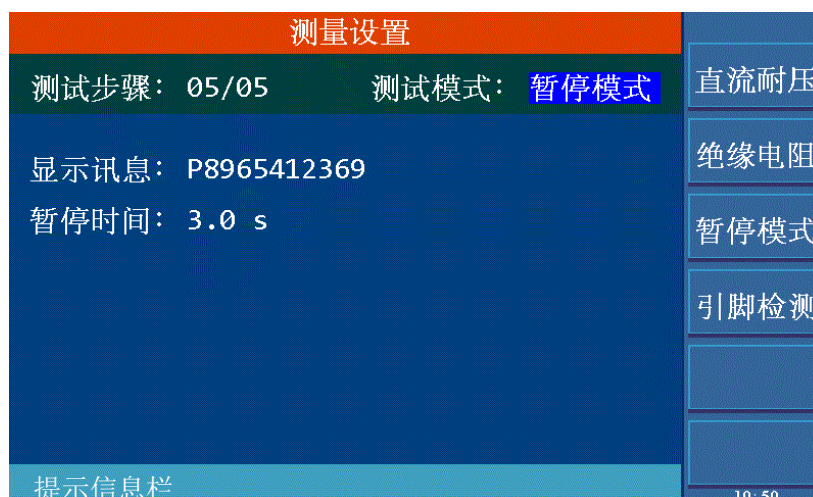 测量设置
测试步骤: 05/05 测试模式: 暂停模式
显示讯息: P8965412369
暂停时间: 3.0 s
直流耐压
绝缘电阻
暂停模式
引脚检测
提示信息栏
10:50